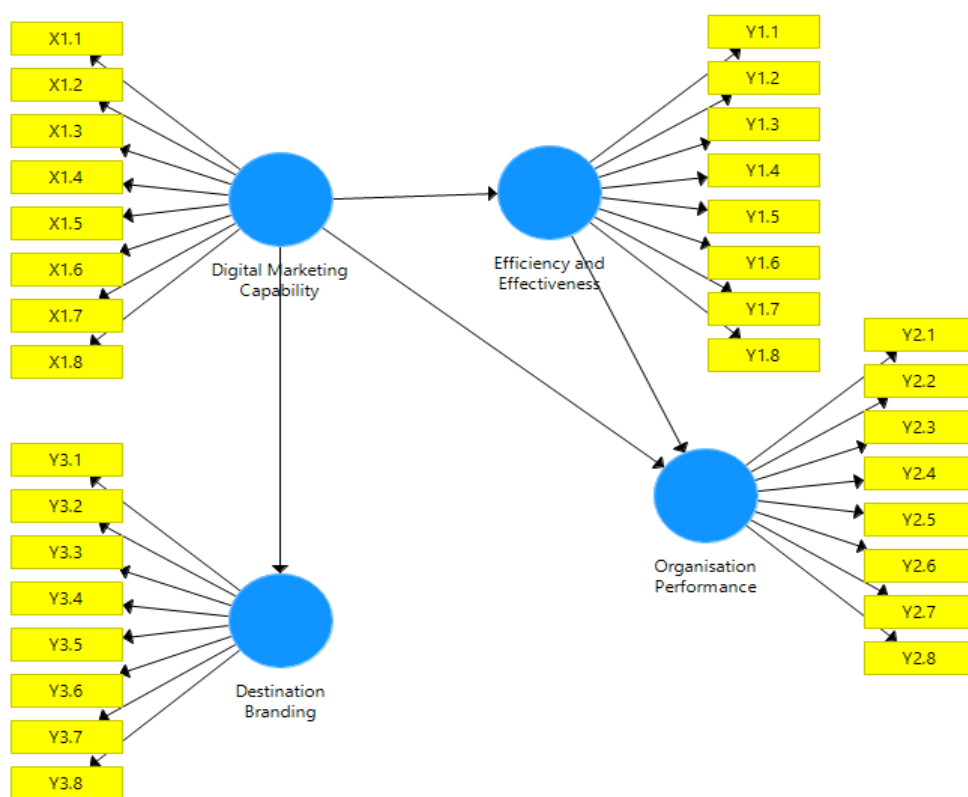 X1.1
X1.2
X1.3
X1.4
X1.5
X1.6
X1.7
X1.8
Digital Marketing
Capability
Efficiency and
Effectiveness
Y1.1
Y1.2
Y1.3
Y1.4
Y1.5
Y1.6
Y1.7
Y1.8
Y2.1
Y2.2
Y2.3
Y2.4
Y2.5
Y2.6
Y2.7
Y2.8
Organisation
Performance
Y3.1
Y3.2
Y3.3
Y3.4
Y3.5
Y3.6
Y3.7
Y3.8
Destination
Branding